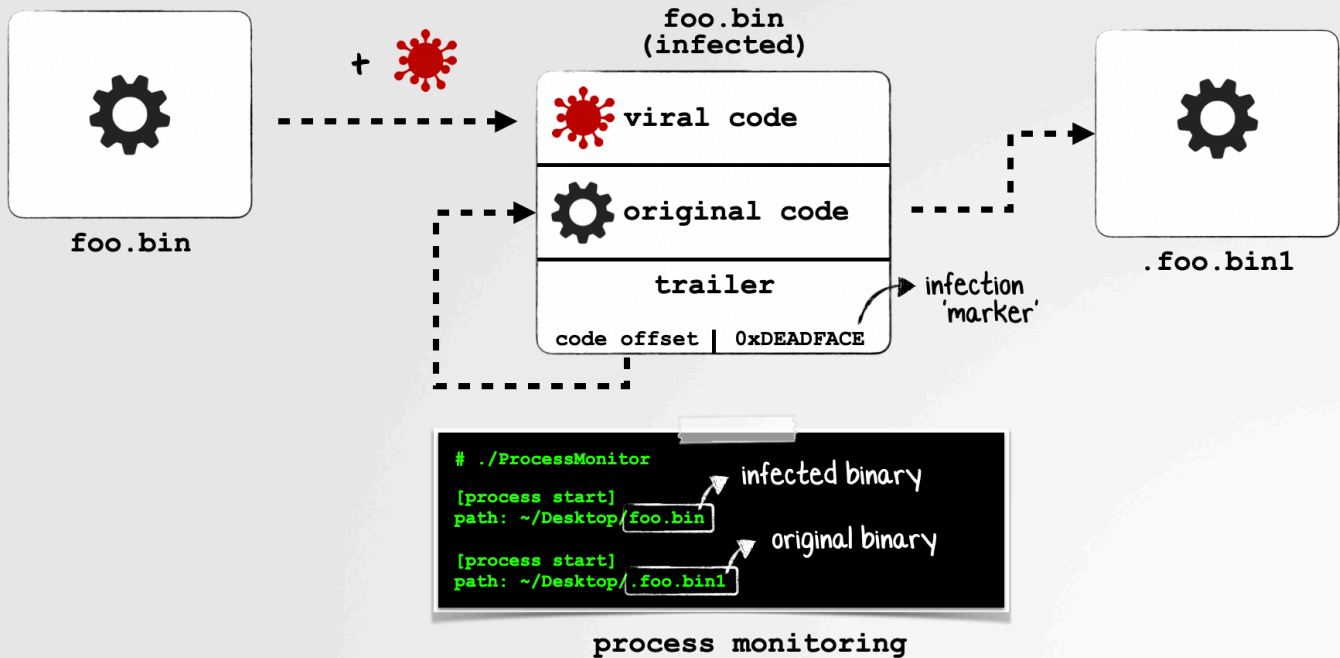 foo.bin
+
foo.bin
(infected)
viral code
original code
trailer
code offset | 0xDEADFACE
infection
'marker'
.foo.bin1
# ./ProcessMonitor
[process start]
path: ~/Desktop/foo.bin
infected binary
[process start]
path: ~/Desktop/.foo.bin1
original binary
process monitoring